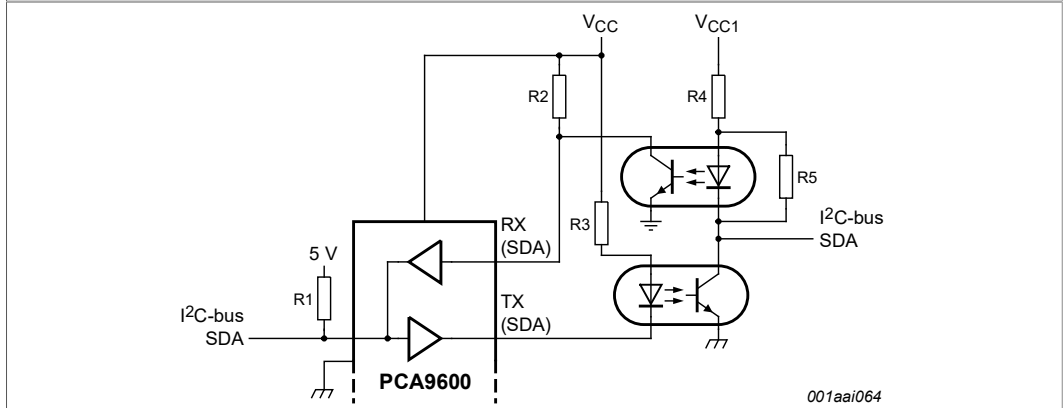 VCC
VCC1
R2
R4
R5
RX
(SDA)
R3
I2C-bus
SDA
5 V
R1
TX
(SDA)
I2C-bus
SDA
PCA9600
001aai064